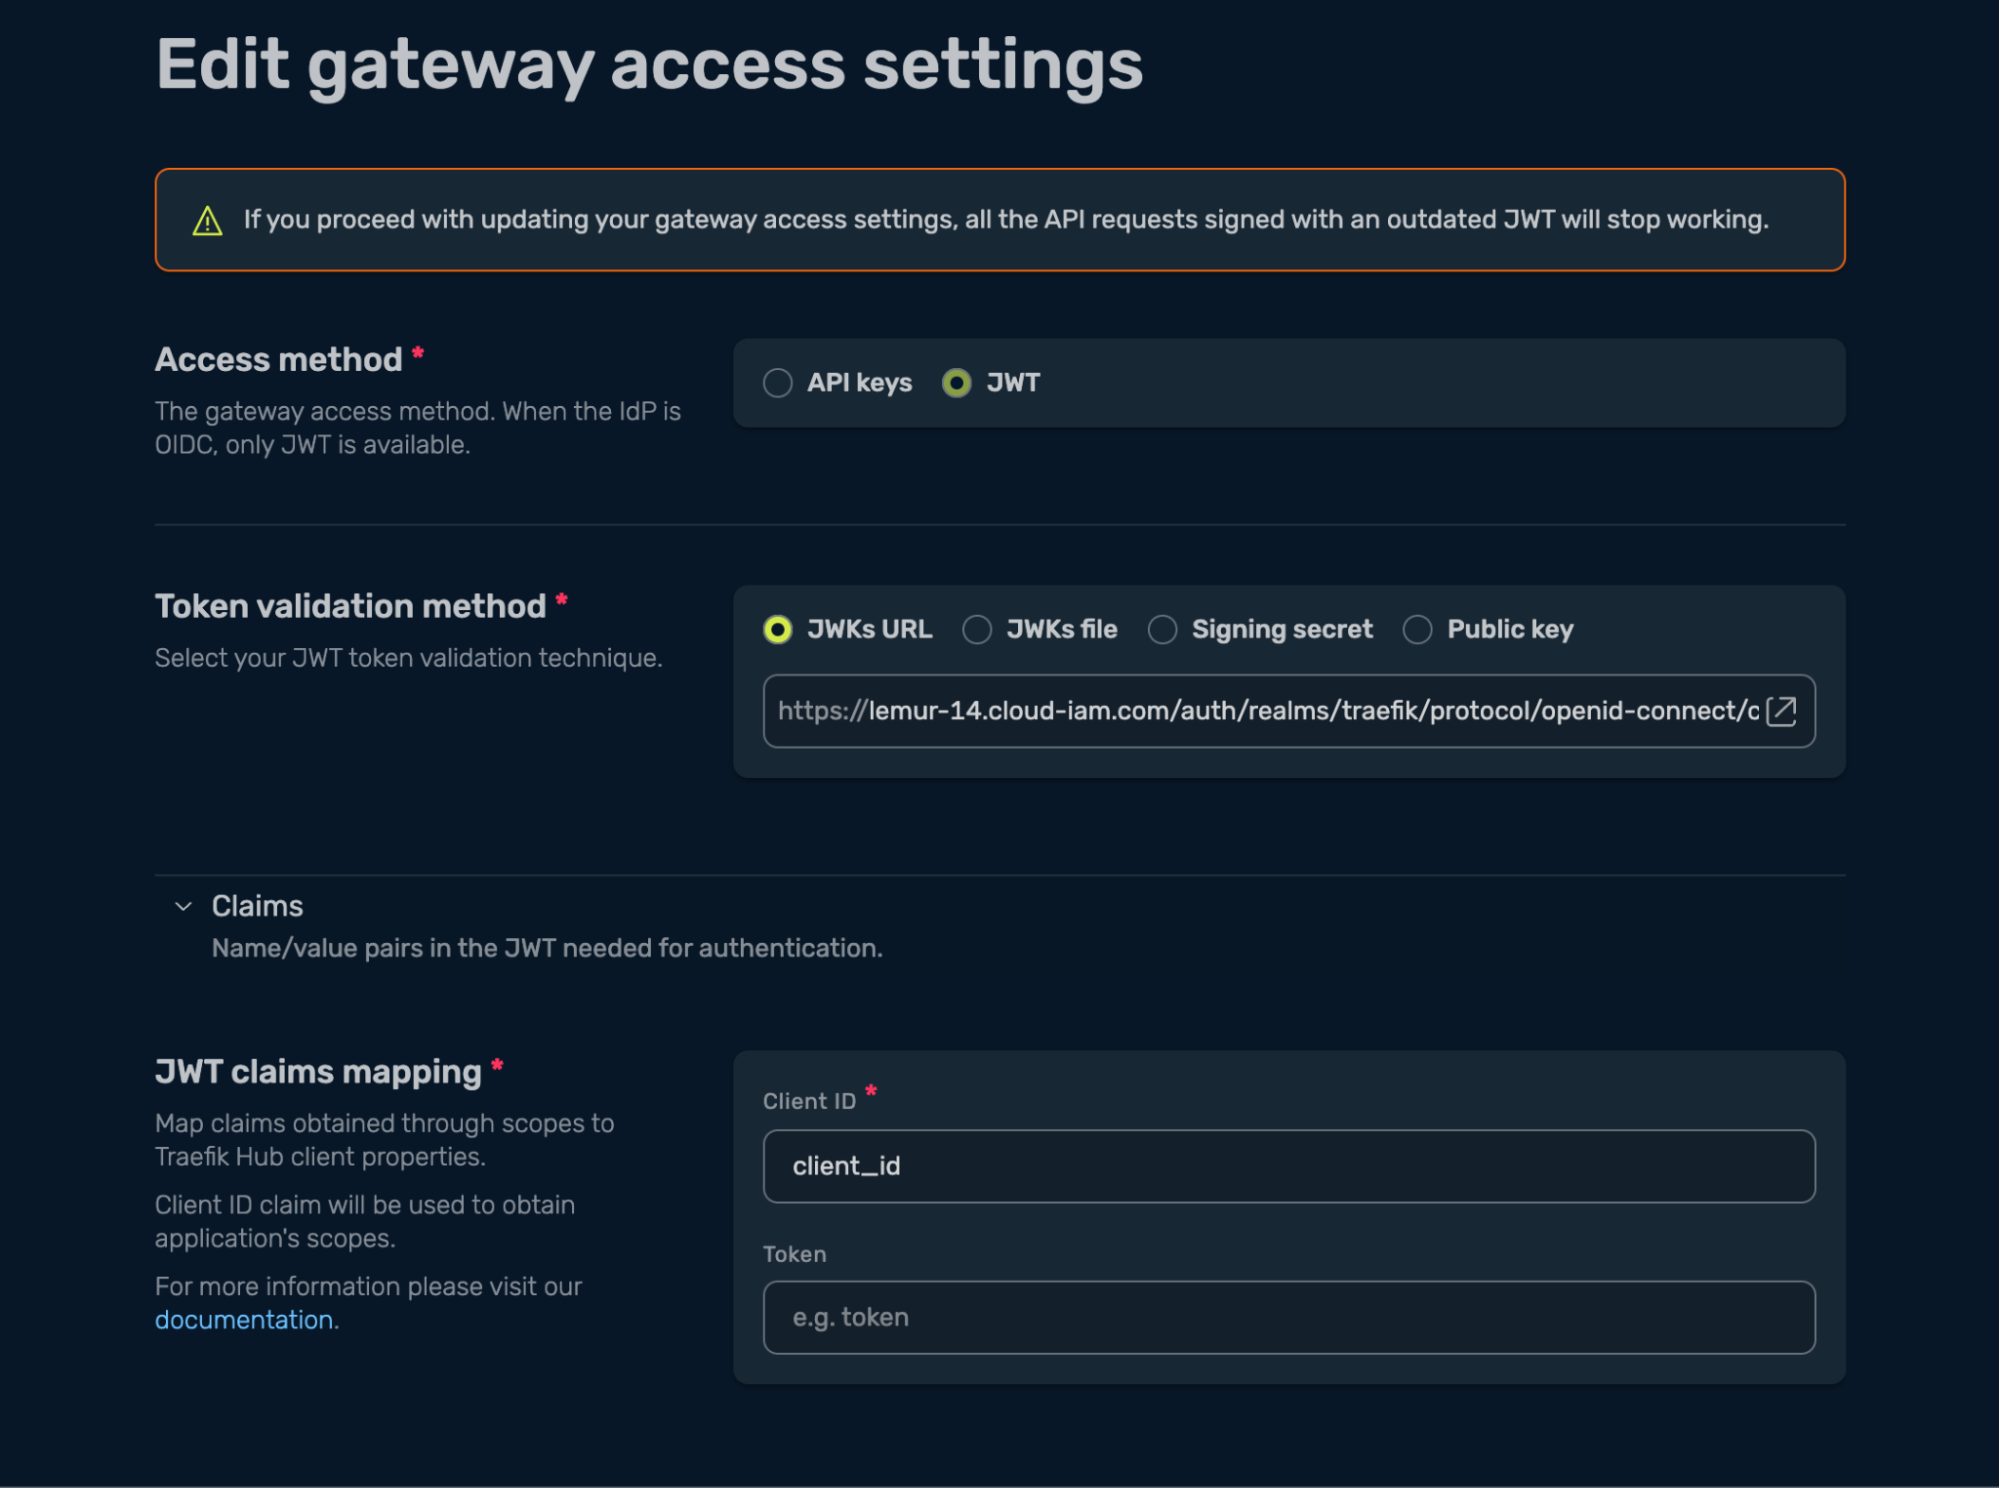 Edit gateway access settings
If you proceed with updating your gateway access settings, all the API requests signed with an outdated JWT will stop working.
Access method *
The gateway access method. When the IdP is
OIDC, only JWT is available.
API keys JWT
Token validation method *
Select your JWT token validation technique.
JWKs URL JWKs file Signing secret Public key
https://lemur-14.cloud-iam.com/auth/realms/traefik/protocol/openid-connect/c
Claims
Name/value pairs in the JWT needed for authentication.
JWT claims mapping *
Map claims obtained through scopes to
Traefik Hub client properties.
Client ID claim will be used to obtain
application's scopes.
For more information please visit our
documentation.
Client ID *
client_id
Token
e.g. token